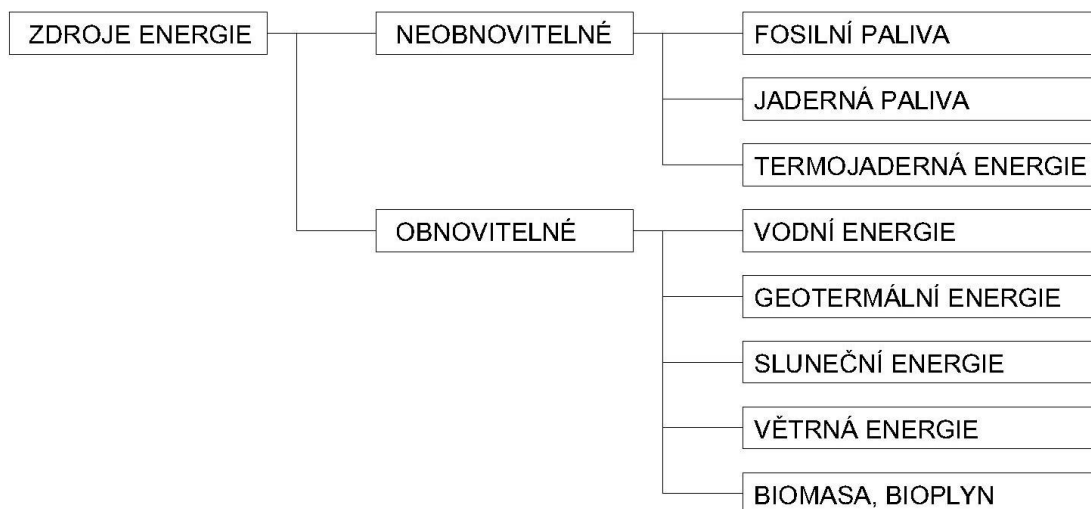 ZDROJE ENERGIE
NEOBNOVITELNÉ
FOSILNÍ PALIVA
JADERNÁ PALIVA
TERMOJADERNÁ ENERGIE
OBNOVITELNÉ
VODNÍ ENERGIE
GEOTERMÁLNÍ ENERGIE
SLUNEČNÍ ENERGIE
VĚTRNÁ ENERGIE
BIOMASA, BIOPLYN